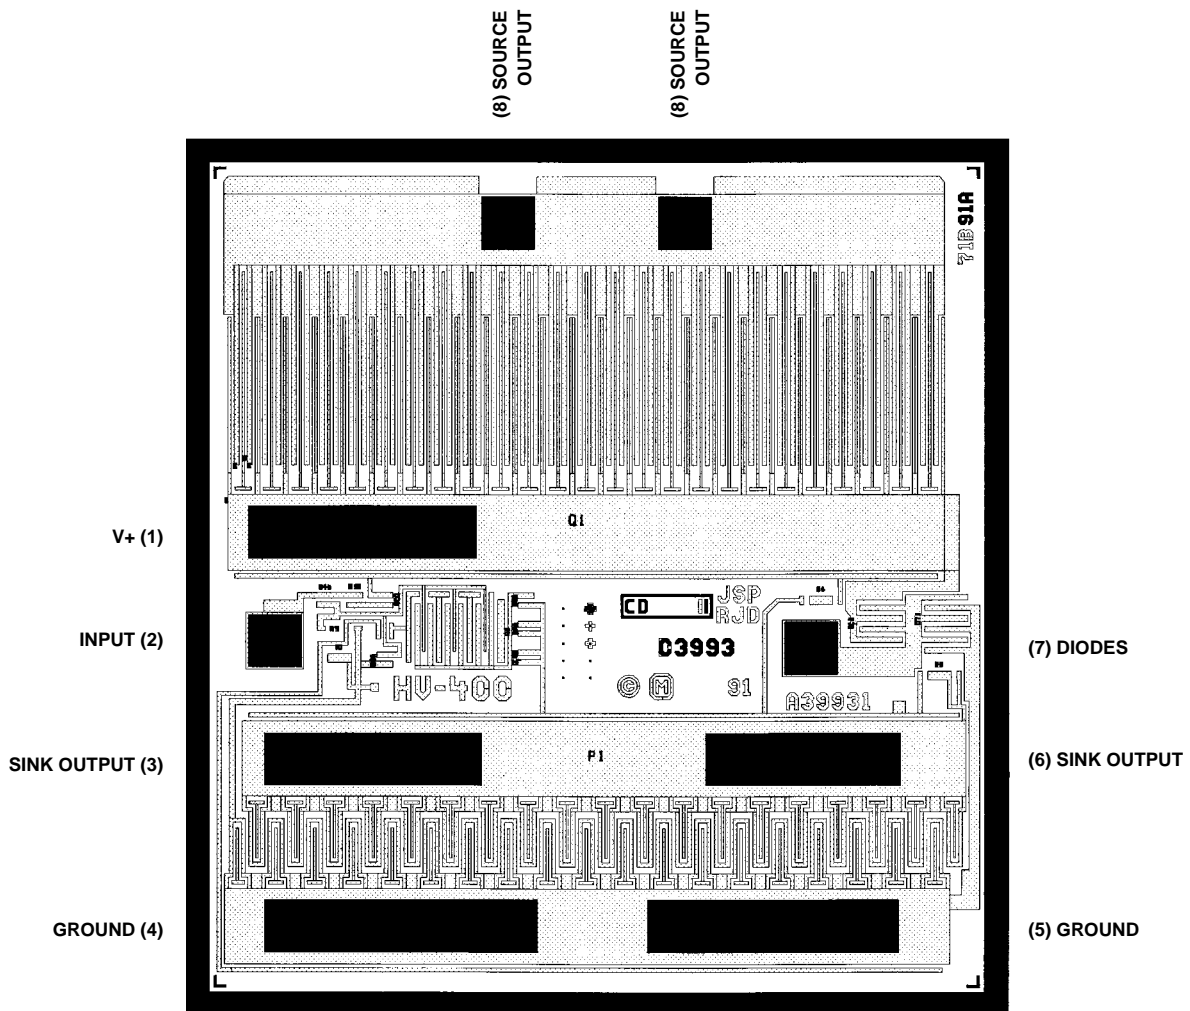 (8) SOURCE
OUTPUT
(8) SOURCE
OUTPUT
71B91A
V+ (1)
Q1
INPUT (2)
CD
JSP
RJD
D3993
(7) DIODES
HV-400
© M
91
A39931
SINK OUTPUT (3)
P1
(6) SINK OUTPUT
GROUND (4)
(5) GROUND